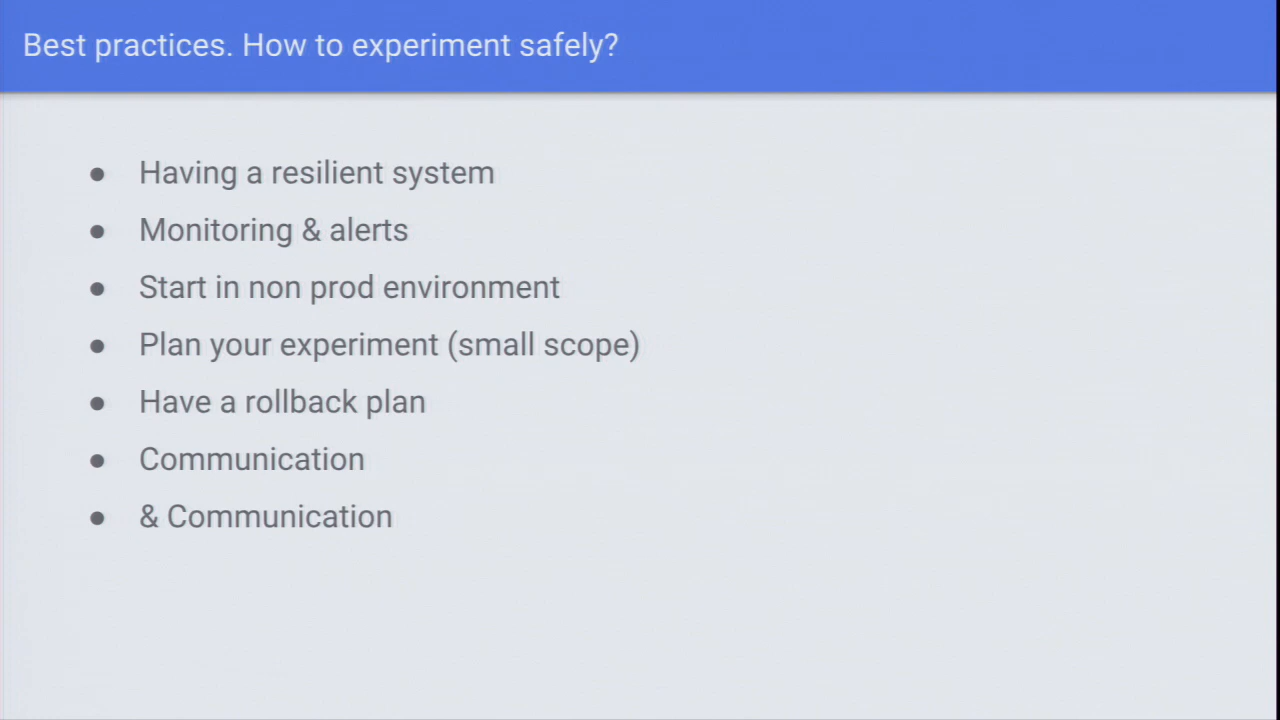 Best practices. How to experiment safely?
● Having a resilient system
● Monitoring & alerts
● Start in non prod environment
● Plan your experiment (small scope)
● Have a rollback plan
● Communication
● & Communication